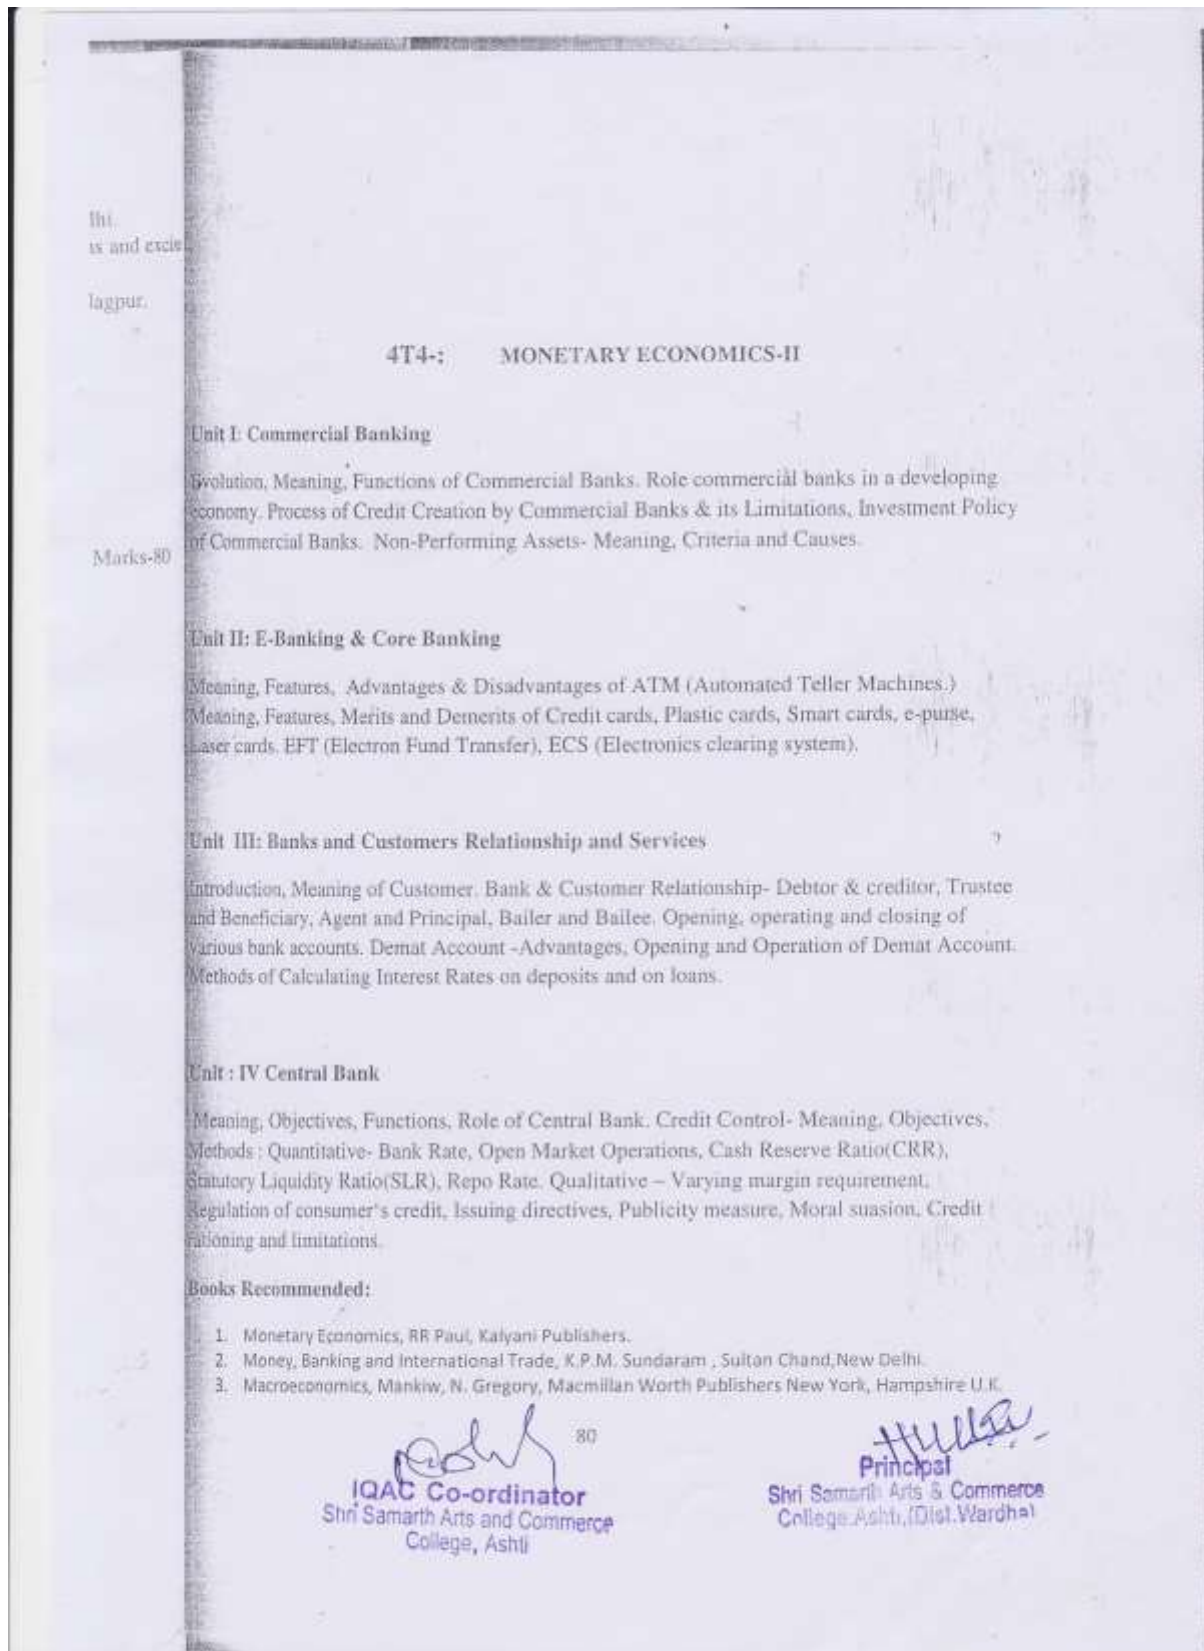 lhi.
is and excis
lagpur.
4T4-: MONETARY ECONOMICS-II
Unit I: Commercial Banking
Evolution, Meaning, Functions of Commercial Banks. Role commercial banks in a developing
economy. Process of Credit Creation by Commercial Banks & its Limitations, Investment Policy
of Commercial Banks. Non-Performing Assets- Meaning, Criteria and Causes.
Marks-80
Unit II: E-Banking & Core Banking
Meaning, Features, Advantages & Disadvantages of ATM (Automated Teller Machines.)
Meaning, Features, Merits and Demerits of Credit cards, Plastic cards, Smart cards, e-purse,
Laser cards. EFT (Electron Fund Transfer), ECS (Electronics clearing system).
Unit III: Banks and Customers Relationship and Services
Introduction, Meaning of Customer. Bank & Customer Relationship- Debtor & creditor, Trustee
and Beneficiary, Agent and Principal, Bailer and Bailee. Opening, operating and closing of
various bank accounts. Demat Account -Advantages, Opening and Operation of Demat Account.
Methods of Calculating Interest Rates on deposits and on loans.
Unit : IV Central Bank
Meaning, Objectives, Functions, Role of Central Bank. Credit Control- Meaning, Objectives,
Methods : Quantitative- Bank Rate, Open Market Operations, Cash Reserve Ratio(CRR),
Statutory Liquidity Ratio(SLR), Repo Rate. Qualitative – Varying margin requirement,
Regulation of consumer's credit, Issuing directives, Publicity measure, Moral suasion, Credit
rationing and limitations.
Books Recommended:
1. Monetary Economics, RR Paul, Kalyani Publishers.
2. Money, Banking and International Trade, K.P.M. Sundaram , Sultan Chand,New Delhi.
3. Macroeconomics, Mankiw, N. Gregory, Macmillan Worth Publishers New York, Hampshire U.K.
80
IQAC Co-ordinator
Shri Samarth Arts and Commerce
College, Ashti
Principal
Shri Samarth Arts & Commerce
College Ashti,(Dist.Wardha)